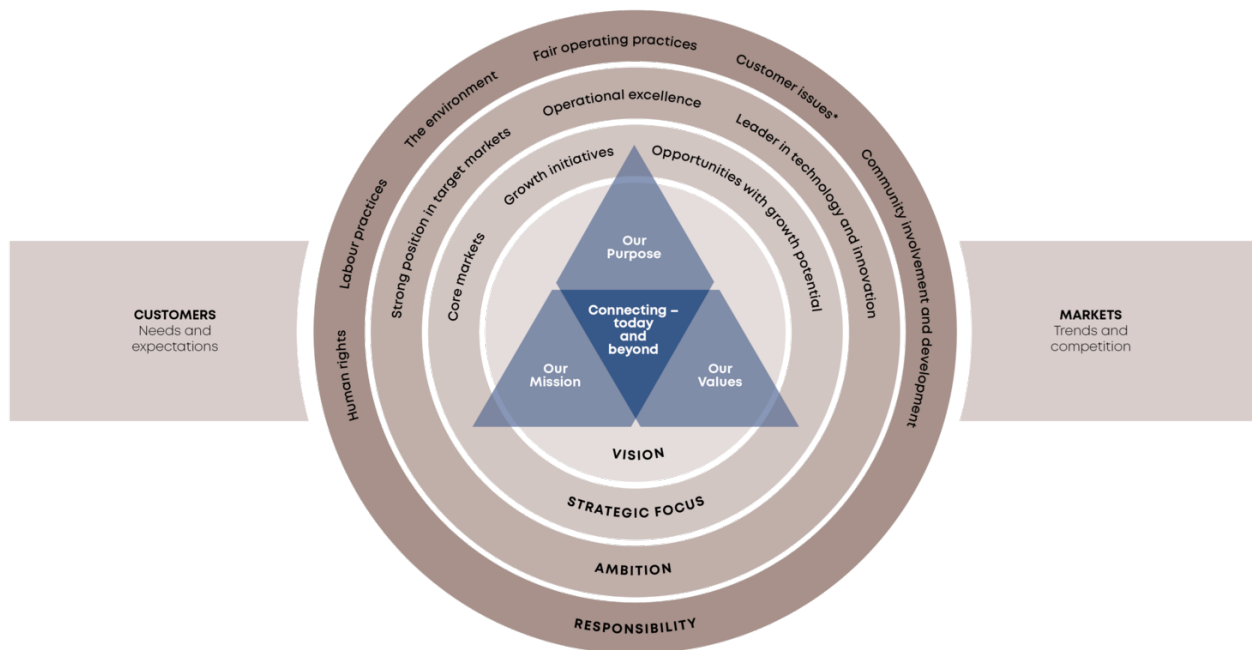 Human rights
Labour practices
The environment
Fair operating practices
Customer issues*
Community involvement and development
Strong position in target markets
Operational excellence
Leader in technology and innovation
Core markets
Growth initiatives
Opportunities with growth potential
CUSTOMERS
Needs and
expectations
Our
Purpose
Connecting –
today
and
beyond
Our
Mission
Our
Values
MARKETS
Trends and
competition
VISION
STRATEGIC FOCUS
AMBITION
RESPONSIBILITY